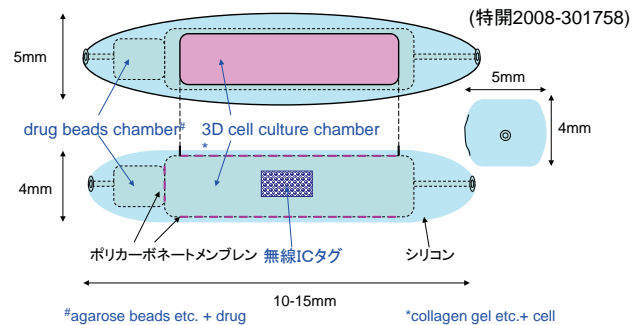 (特開2008-301758)
5mm
5mm
4mm
drug beads chamber# 3D cell culture chamber
*
4mm
ポリカーボネートメンブレン 無線ICタグ シリコン
10-15mm
#agarose beads etc. + drug *collagen gel etc.+ cell